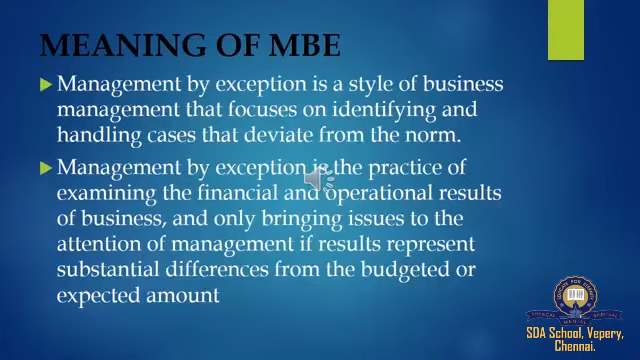 MEANING OF MBE
Management by exception is a style of business
management that focuses on identifying and
handling cases that deviate from the norm.
Management by exception is the practice of
examining the financial and operational results
of business, and only bringing issues to the
attention of management if results represent
substantial differences from the budgeted or
expected amount
PHYSICAL
MENTAL
SPIRITUAL
SDA School, Vepery,
Chennai.